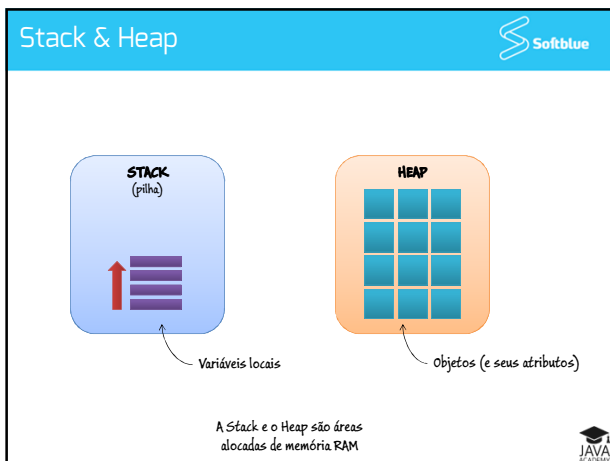 Stack & Heap
Softblue
STACK
(pilha)
HEAP
Variáveis locais
Objetos (e seus atributos)
A Stack e o Heap são áreas
alocadas de memória RAM
JAVA
ACADEMY